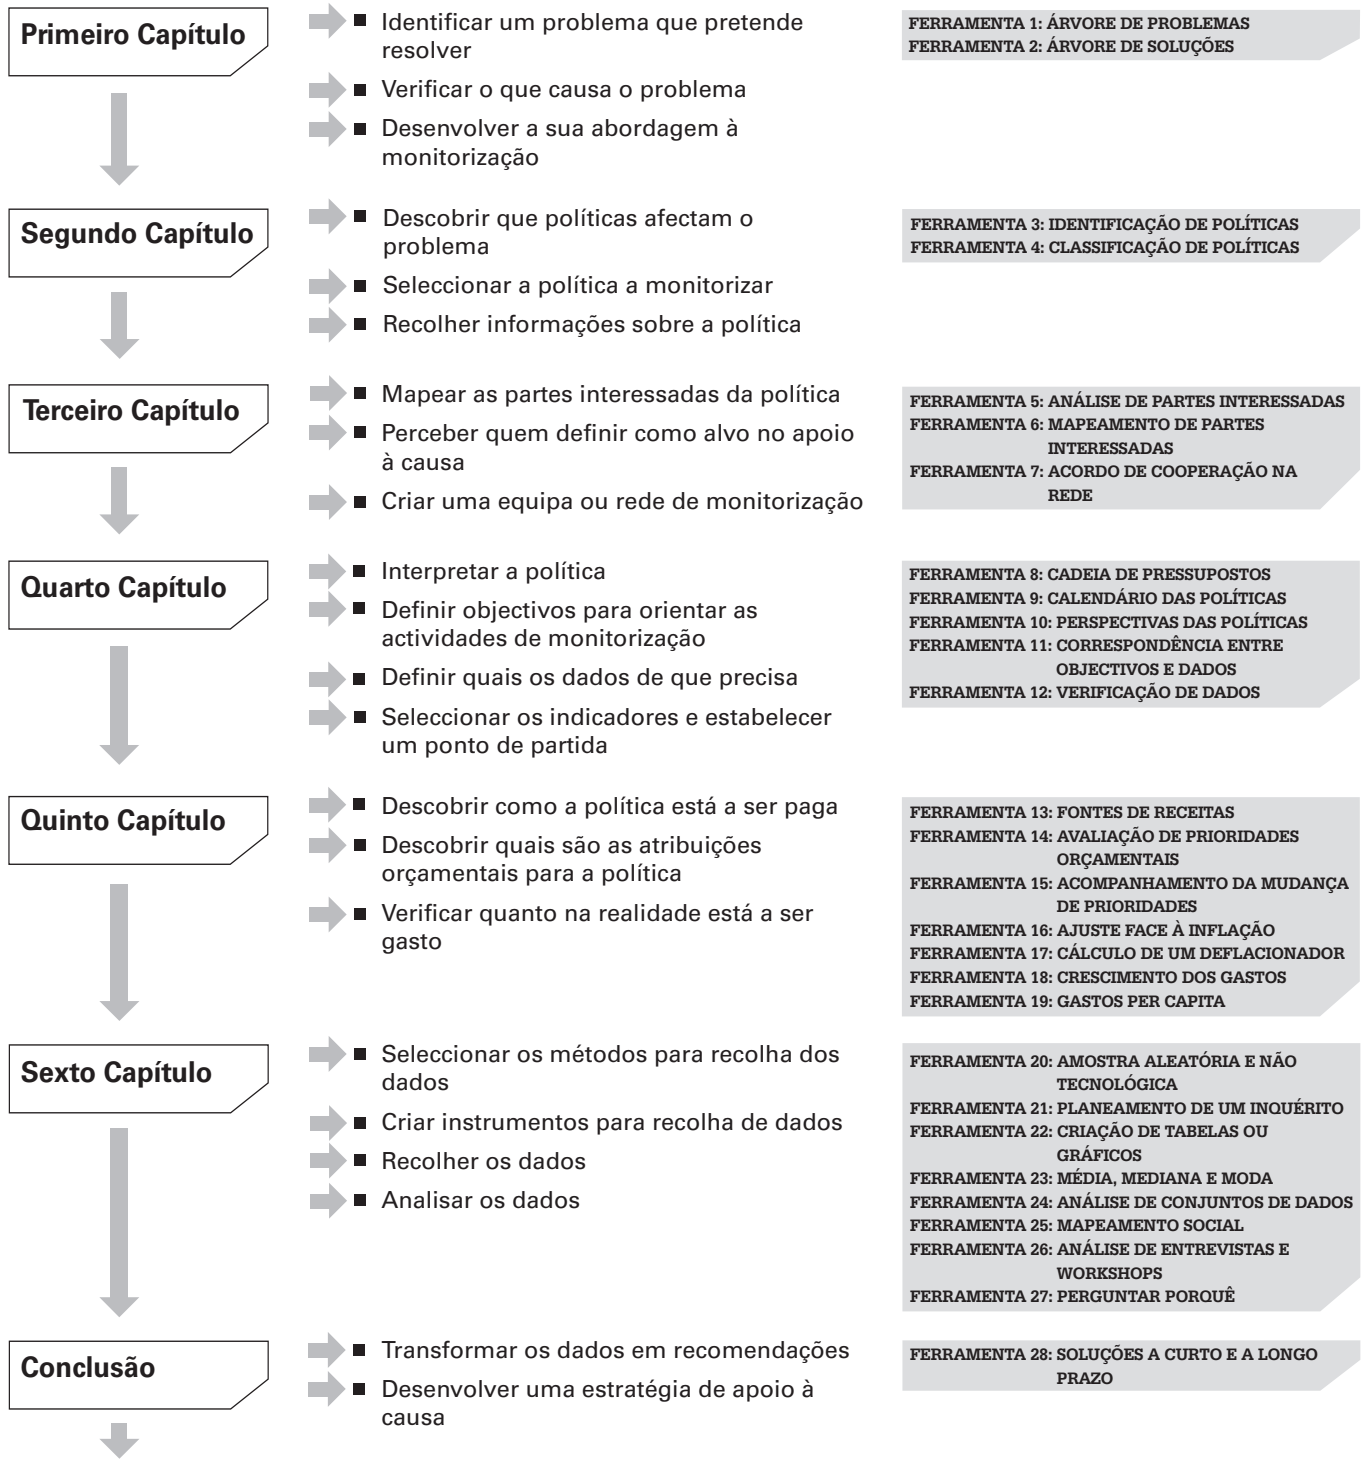 Primeiro Capítulo
Identificar um problema que pretende
resolver
Verificar o que causa o problema
Desenvolver a sua abordagem à
monitorização
FERRAMENTA 1: ÁRVORE DE PROBLEMAS
FERRAMENTA 2: ÁRVORE DE SOLUÇÕES
Segundo Capítulo
Descobrir que políticas afectam o
problema
Seleccionar a política a monitorizar
Recolher informações sobre a política
FERRAMENTA 3: IDENTIFICAÇÃO DE POLÍTICAS
FERRAMENTA 4: CLASSIFICAÇÃO DE POLÍTICAS
Terceiro Capítulo
Mapear as partes interessadas da política
Perceber quem definir como alvo no apoio
à causa
Criar uma equipa ou rede de monitorização
FERRAMENTA 5: ANÁLISE DE PARTES INTERESSADAS
FERRAMENTA 6: MAPEAMENTO DE PARTES
INTERESSADAS
FERRAMENTA 7: ACORDO DE COOPERAÇÃO NA
REDE
Quarto Capítulo
Interpretar a política
Definir objectivos para orientar as
actividades de monitorização
Definir quais os dados de que precisa
Seleccionar os indicadores e estabelecer
um ponto de partida
FERRAMENTA 8: CADEIA DE PRESSUPOSTOS
FERRAMENTA 9: CALENDÁRIO DAS POLÍTICAS
FERRAMENTA 10: PERSPECTIVAS DAS POLÍTICAS
FERRAMENTA 11: CORRESPONDÊNCIA ENTRE
OBJECTIVOS E DADOS
FERRAMENTA 12: VERIFICAÇÃO DE DADOS
Quinto Capítulo
Descobrir como a política está a ser paga
Descobrir quais são as atribuições
orçamentais para a política
Verificar quanto na realidade está a ser
gasto
FERRAMENTA 13: FONTES DE RECEITAS
FERRAMENTA 14: AVALIAÇÃO DE PRIORIDADES
ORÇAMENTAIS
FERRAMENTA 15: ACOMPANHAMENTO DA MUDANÇA
DE PRIORIDADES
FERRAMENTA 16: AJUSTE FACE À INFLAÇÃO
FERRAMENTA 17: CÁLCULO DE UM DEFLACIONADOR
FERRAMENTA 18: CRESCIMENTO DOS GASTOS
FERRAMENTA 19: GASTOS PER CAPITA
Sexto Capítulo
Seleccionar os métodos para recolha dos
dados
Criar instrumentos para recolha de dados
Recolher os dados
Analisar os dados
FERRAMENTA 20: AMOSTRA ALEATÓRIA E NÃO
TECNOLÓGICA
FERRAMENTA 21: PLANEAMENTO DE UM INQUÉRITO
FERRAMENTA 22: CRIAÇÃO DE TABELAS OU
GRÁFICOS
FERRAMENTA 23: MÉDIA, MEDIANA E MODA
FERRAMENTA 24: ANÁLISE DE CONJUNTOS DE DADOS
FERRAMENTA 25: MAPEAMENTO SOCIAL
FERRAMENTA 26: ANÁLISE DE ENTREVISTAS E
WORKSHOPS
FERRAMENTA 27: PERGUNTAR PORQUÊ
Conclusão
Transformar os dados em recomendações
Desenvolver uma estratégia de apoio à
causa
FERRAMENTA 28: SOLUÇÕES A CURTO E A LONGO
PRAZO